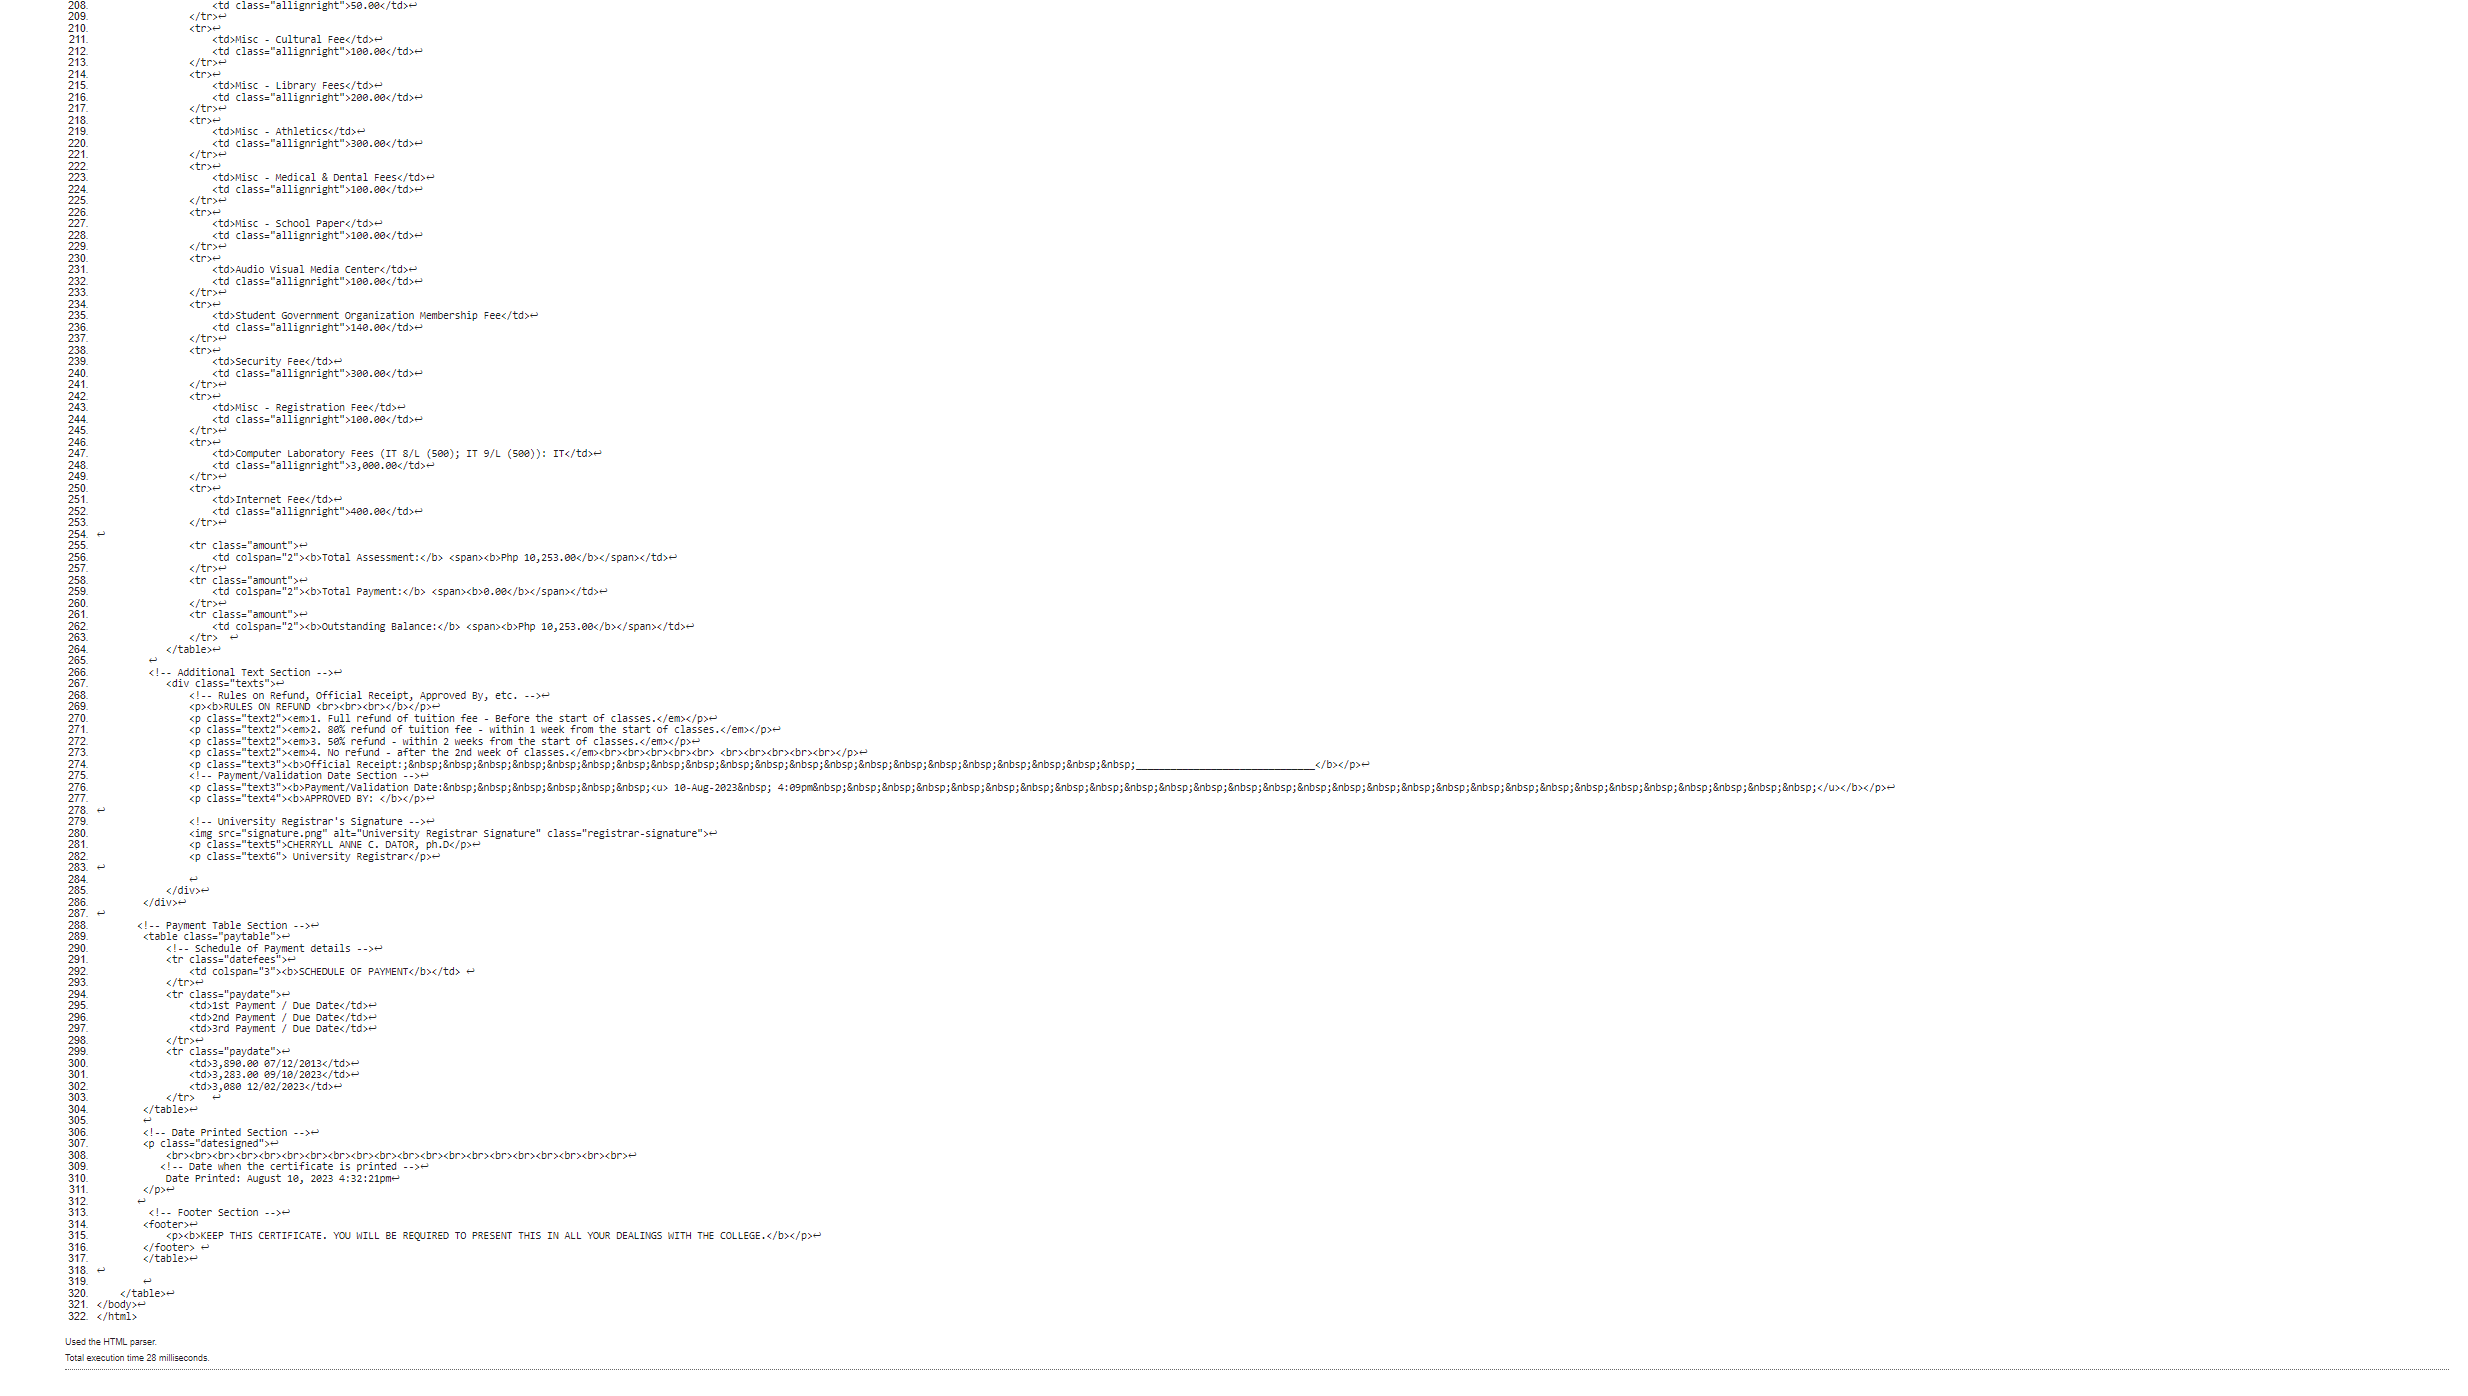 208. <td class="allignright">50.00</td>↩
209. </tr>↩
210. <tr>↩
211. <td>Misc - Cultural Fee</td>↩
212. <td class="allignright">100.00</td>↩
213. </tr>↩
214. <tr>↩
215. <td>Misc - Library Fees</td>↩
216. <td class="allignright">200.00</td>↩
217. </tr>↩
218. <tr>↩
219. <td>Misc - Athletics</td>↩
220. <td class="allignright">300.00</td>↩
221. </tr>↩
222. <tr>↩
223. <td>Misc - Medical & Dental Fees</td>↩
224. <td class="allignright">100.00</td>↩
225. </tr>↩
226. <tr>↩
227. <td>Misc - School Paper</td>↩
228. <td class="allignright">100.00</td>↩
229. </tr>↩
230. <tr>↩
231. <td>Audio Visual Media Center</td>↩
232. <td class="allignright">100.00</td>↩
233. </tr>↩
234. <tr>↩
235. <td>Student Government Organization Membership Fee</td>↩
236. <td class="allignright">140.00</td>↩
237. </tr>↩
238. <tr>↩
239. <td>Security Fee</td>↩
240. <td class="allignright">300.00</td>↩
241. </tr>↩
242. <tr>↩
243. <td>Misc - Registration Fee</td>↩
244. <td class="allignright">100.00</td>↩
245. </tr>↩
246. <tr>↩
247. <td>Computer Laboratory Fees (IT 8/L (500); IT 9/L (500)): IT</td>↩
248. <td class="allignright">3,000.00</td>↩
249. </tr>↩
250. <tr>↩
251. <td>Internet Fee</td>↩
252. <td class="allignright">400.00</td>↩
253. </tr>↩
254. ↩
255. <tr class="amount">↩
256. <td colspan="2"><b>Total Assessment:</b> <span><b>Php 10,253.00</b></span></td>↩
257. </tr>↩
258. <tr class="amount">↩
259. <td colspan="2"><b>Total Payment:</b> <span><b>0.00</b></span></td>↩
260. </tr>↩
261. <tr class="amount">↩
262. <td colspan="2"><b>Outstanding Balance:</b> <span><b>Php 10,253.00</b></span></td>↩
263. </tr> ↩
264. </table>↩
265. ↩
266. <!-- Additional Text Section -->↩
267. <div class="texts">↩
268. <!-- Rules on Refund, Official Receipt, Approved By, etc. -->↩
269. <p><b>RULES ON REFUND <br><br><br></b></p>↩
270. <p class="text2"><em>1. Full refund of tuition fee - Before the start of classes.</em></p>↩
271. <p class="text2"><em>2. 80% refund of tuition fee - within 1 week from the start of classes.</em></p>↩
272. <p class="text2"><em>3. 50% refund - within 2 weeks from the start of classes.</em></p>↩
273. <p class="text2"><em>4. No refund - after the 2nd week of classes.</em><br><br><br><br><br> <br><br><br><br><br></p>↩
274. <p class="text3"><b>Official Receipt:;&nbsp;&nbsp;&nbsp;&nbsp;&nbsp;&nbsp;&nbsp;&nbsp;&nbsp;&nbsp;&nbsp;&nbsp;&nbsp;&nbsp;&nbsp;&nbsp;&nbsp;&nbsp;&nbsp;&nbsp;&nbsp;_______________________________</b></p>↩
275. <!-- Payment/Validation Date Section -->↩
276. <p class="text3"><b>Payment/Validation Date:&nbsp;&nbsp;&nbsp;&nbsp;&nbsp;&nbsp;<u> 10-Aug-2023&nbsp; 4:09pm&nbsp;&nbsp;&nbsp;&nbsp;&nbsp;&nbsp;&nbsp;&nbsp;&nbsp;&nbsp;&nbsp;&nbsp;&nbsp;&nbsp;&nbsp;&nbsp;&nbsp;&nbsp;&nbsp;&nbsp;&nbsp;&nbsp;&nbsp;&nbsp;&nbsp;&nbsp;&nbsp;&nbsp;&nbsp;</u></b></p>↩
277. <p class="text4"><b>APPROVED BY: </b></p>↩
278. ↩
279. <!-- University Registrar's Signature -->↩
280. <img src="signature.png" alt="University Registrar Signature" class="registrar-signature">↩
281. <p class="text5">CHERRYLL ANNE C. DATOR, ph.D</p>↩
282. <p class="text6"> University Registrar</p>↩
283. ↩
284. ↩
285. </div>↩
286. </div>↩
287. ↩
288. <!-- Payment Table Section -->↩
289. <table class="paytable">↩
290. <!-- Schedule of Payment details -->↩
291. <tr class="datefees">↩
292. <td colspan="3"><b>SCHEDULE OF PAYMENT</b></td> ↩
293. </tr>↩
294. <tr class="paydate">↩
295. <td>1st Payment / Due Date</td>↩
296. <td>2nd Payment / Due Date</td>↩
297. <td>3rd Payment / Due Date</td>↩
298. </tr>↩
299. <tr class="paydate">↩
300. <td>3,890.00 07/12/2013</td>↩
301. <td>3,283.00 09/10/2023</td>↩
302. <td>3,080 12/02/2023</td>↩
303. </tr> ↩
304. </table>↩
305. ↩
306. <!-- Date Printed Section -->↩
307. <p class="datesigned">↩
308. <br><br><br><br><br><br><br><br><br><br><br><br><br><br><br><br><br><br><br><br>↩
309. <!-- Date when the certificate is printed -->↩
310. Date Printed: August 10, 2023 4:32:21pm↩
311. </p>↩
312. ↩
313. <!-- Footer Section -->↩
314. <footer>↩
315. <p><b>KEEP THIS CERTIFICATE. YOU WILL BE REQUIRED TO PRESENT THIS IN ALL YOUR DEALINGS WITH THE COLLEGE.</b></p>↩
316. </footer> ↩
317. </table>↩
318. ↩
319. ↩
320. </table>↩
321. </body>↩
322. </html>
Used the HTML parser.
Total execution time 28 milliseconds.